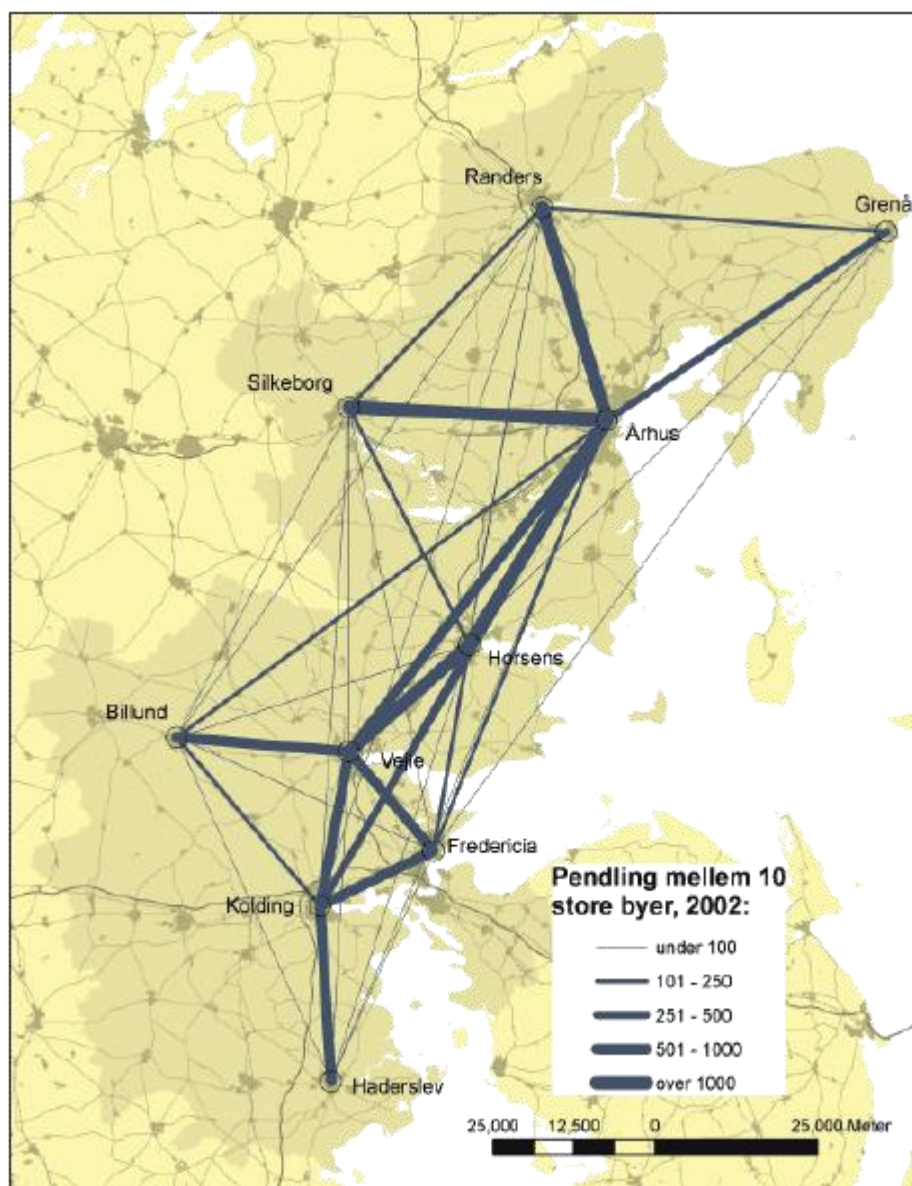 Randers
Grenå
Silkeborg
Århus
Horsens
Billund
Vejle
Fredericia
Kolding
Haderslev
Pendling mellem 10
store byer, 2002:
under 100
101 - 250
251 - 500
501 - 1000
over 1000
25,000 12,500 0 25,000 Meter